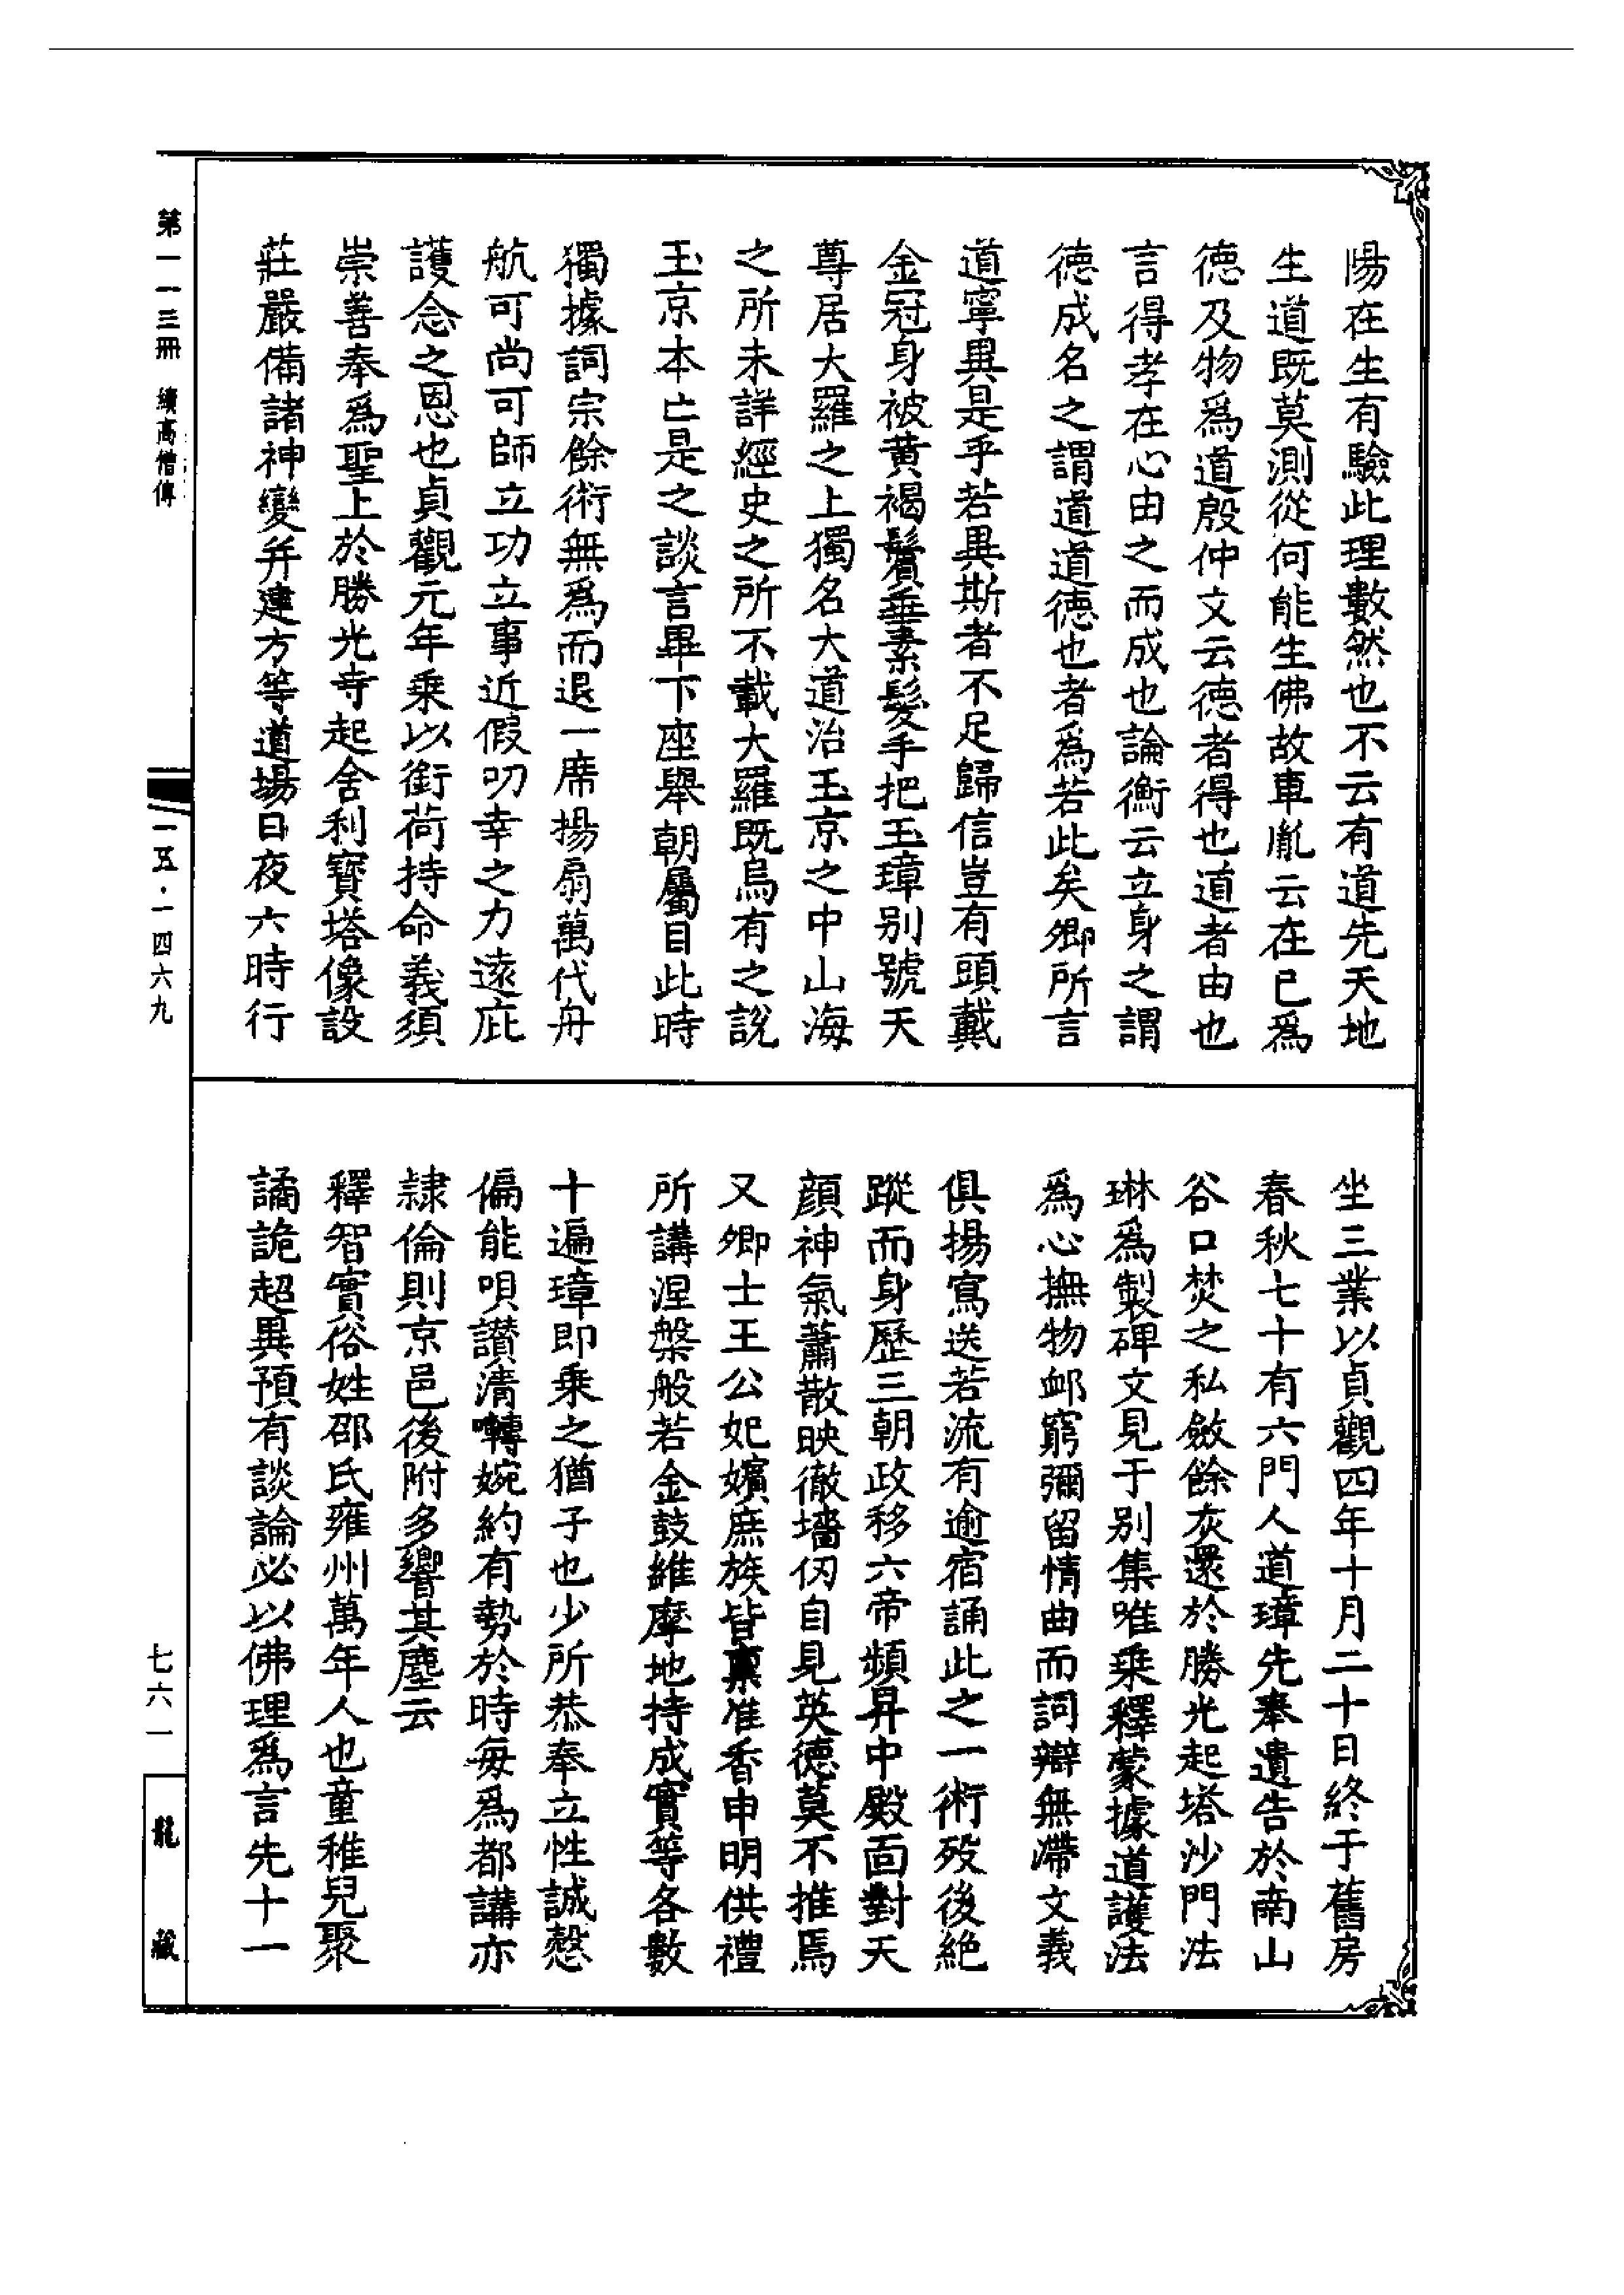 陽在生有驗此理數然也不云有道先天地
生道既莫測從何能生佛故車胤云在已爲
德及物爲道殷仲文云德者得也道者由也
言得孝在心由之而成也論衡云立身之謂
德成名之謂道道德也者爲若此矣卿所言
道寧異是乎若異斯者不足歸信豈有頭戴
金冠身被黃褐鬢垂素髮手把玉璋別號天
尊居大羅之上獨名大道治玉京之中山海
之所未詳經史之所不載大羅既烏有之說
玉京本亡是之談言畢下座舉朝屬目此時
獨據詞宗餘術無爲而退一席揚扇萬代舟
航可尚可師立功立事近假叨幸之力遠庇
護念之恩也貞觀元年乘以銜荷持命義須
崇善奉爲聖上於勝光寺起舍利寶塔像設
莊嚴備諸神變幷建方等道場日夜六時行
坐三業以貞觀四年十月二十日終于舊房
春秋七十有六門人道璋先奉遺告於南山
谷口焚之私斂餘灰還於勝光起塔沙門法
琳爲製碑文見于別集唯乘釋蒙據道護法
爲心撫物卹窮彌留情曲而詞辯無滯文義
俱揚寫送若流有逾宿誦此之一術歿後絕
蹤而身歷三朝政移六帝頻昇中殿面對天
顏神氣蕭散映徹墻仞自見英德莫不推焉
又卿士王公妃嬪庶族皆稟准香申明供禮
所講涅槃般若金鼓維摩地持成實等各數
十遍璋即乘之猶子也少所恭奉立性誠愨
偏能唄讚清囀婉約有勢於時每爲都講亦
隸倫則京邑後附多響其塵云
釋智實俗姓邵氏雍州萬年人也童稚兒聚
譎詭超異預有談論必以佛理爲言先十一
第一一三冊 續高僧傳
一五·一四六九
七六一
龍藏